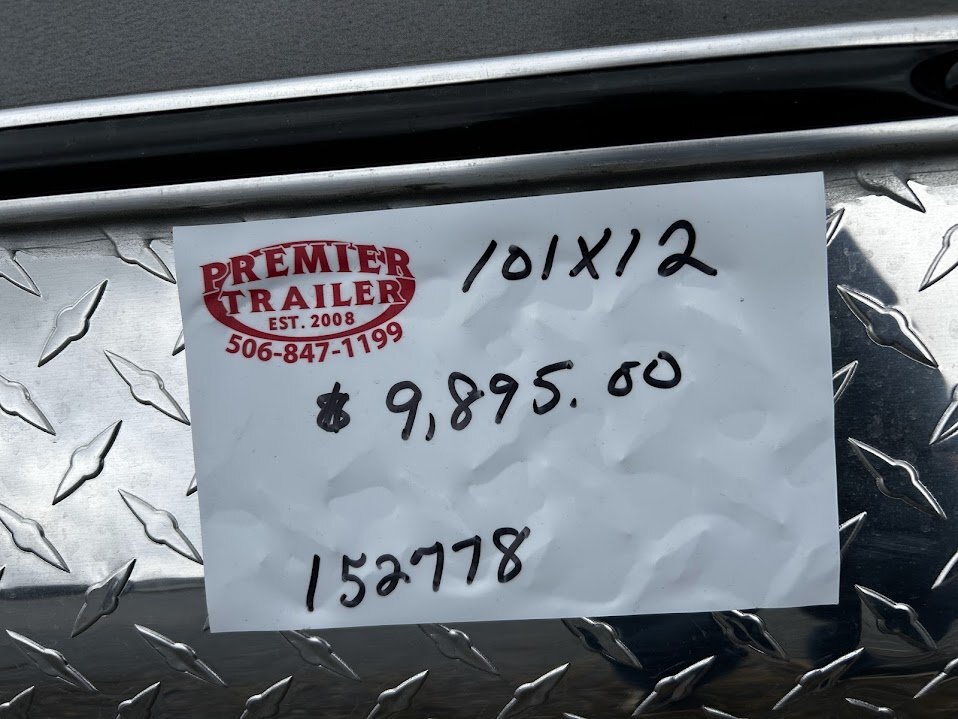 PREMIER
TRAILER
EST. 2008
506-847-1199
101X12
$9,895.00
152778